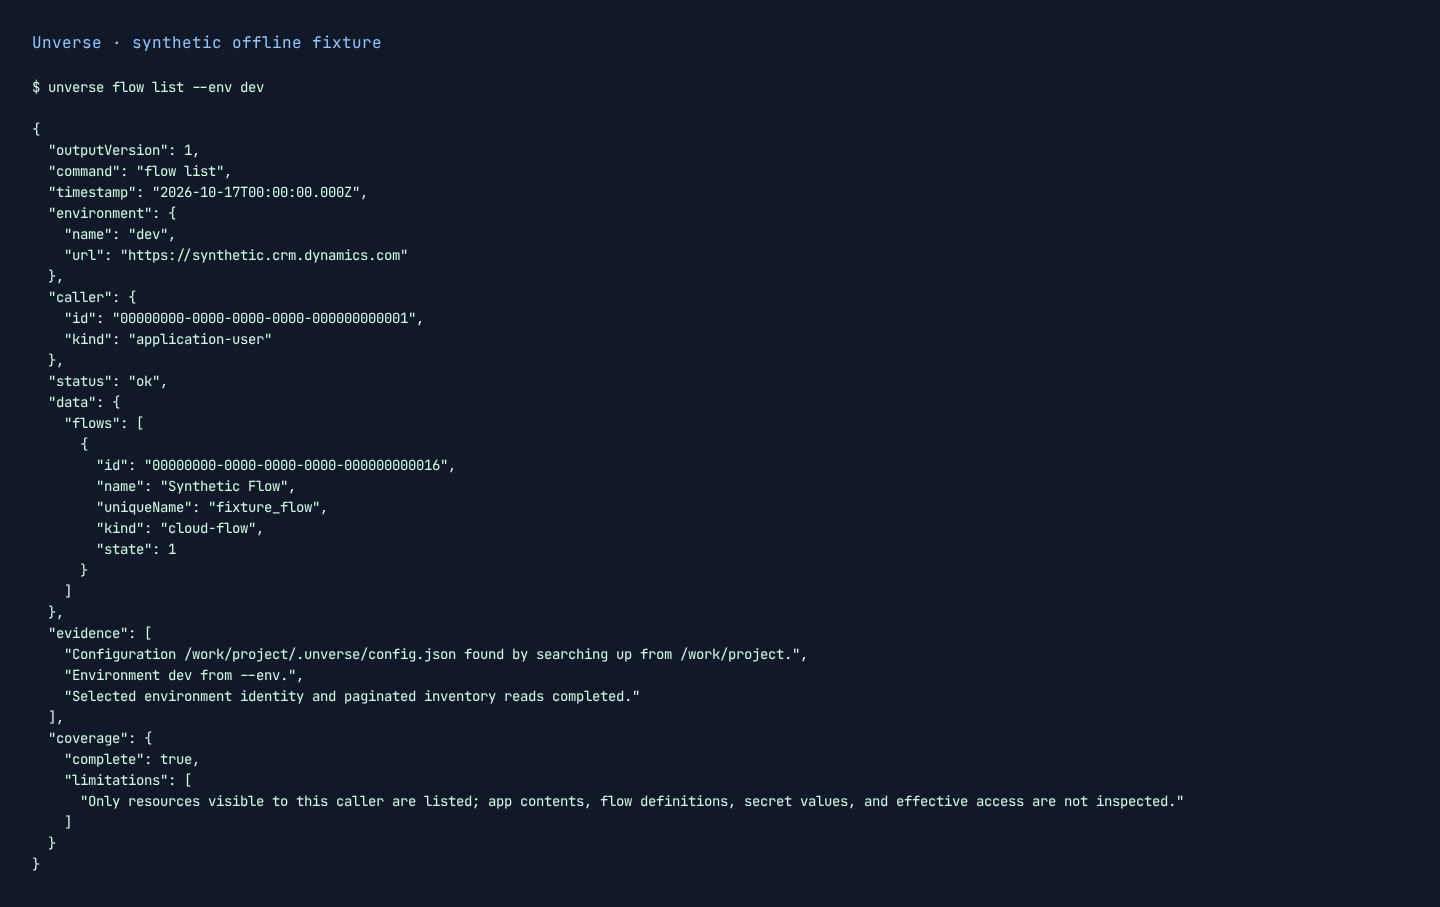 Unverse · synthetic offline fixture
$ unverse flow list --env dev
{
  "outputVersion": 1,
  "command": "flow list",
  "timestamp": "2026-10-17T00:00:00.000Z",
  "environment": {
    "name": "dev",
    "url": "https://synthetic.crm.dynamics.com"
  },
  "caller": {
    "id": "00000000-0000-0000-0000-000000000001",
    "kind": "application-user"
  },
  "status": "ok",
  "data": {
    "flows": [
      {
        "id": "00000000-0000-0000-0000-000000000016",
        "name": "Synthetic Flow",
        "uniqueName": "fixture_flow",
        "kind": "cloud-flow",
        "state": 1
      }
    ]
  },
  "evidence": [
    "Configuration /work/project/.unverse/config.json found by searching up from /work/project.",
    "Environment dev from --env.",
    "Selected environment identity and paginated inventory reads completed."
  ],
  "coverage": {
    "complete": true,
    "limitations": [
      "Only resources visible to this caller are listed; app contents, flow definitions, secret values, and effective access are not inspected."
    ]
  }
}